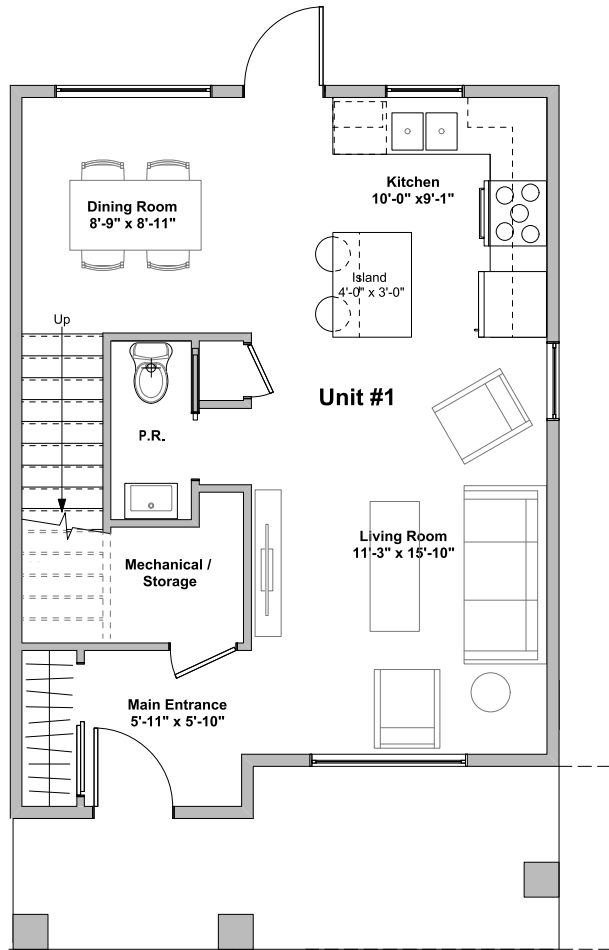 Dining Room
8'-9" x 8'-11"
Kitchen
10'-0" x9'-1"
Island
4'-0" x 3'-0"
Up
Unit #1
P.R.
Living Room
11'-3" x 15'-10"
Mechanical /
Storage
Main Entrance
5'-11" x 5'-10"